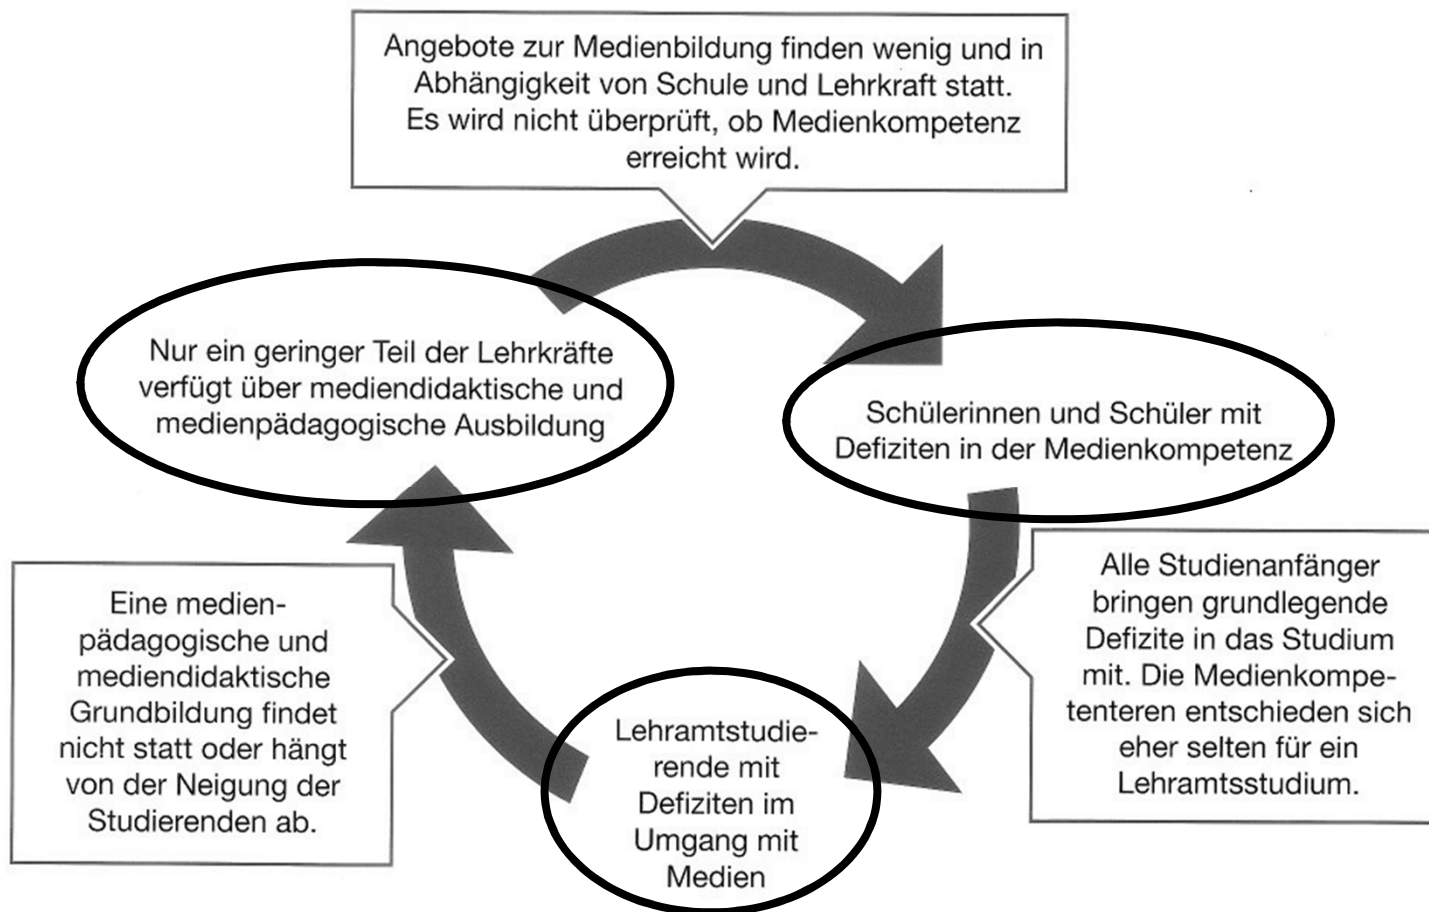 Angebote zur Medienbildung finden wenig und in
Abhängigkeit von Schule und Lehrkraft statt.
Es wird nicht überprüft, ob Medienkompetenz
erreicht wird.
Nur ein geringer Teil der Lehrkräfte
verfügt über mediendidaktische und
medienpädagogische Ausbildung
Schülerinnen und Schüler mit
Defiziten in der Medienkompetenz
Alle Studienanfänger
bringen grundlegende
Defizite in das Studium
mit. Die Medienkompe-
tenteren entschieden sich
eher selten für ein
Lehramtsstudium.
Lehramtstudie-
rende mit
Defiziten im
Umgang mit
Medien
Eine medien-
pädagogische und
mediendidaktische
Grundbildung findet
nicht statt oder hängt
von der Neigung der
Studierenden ab.